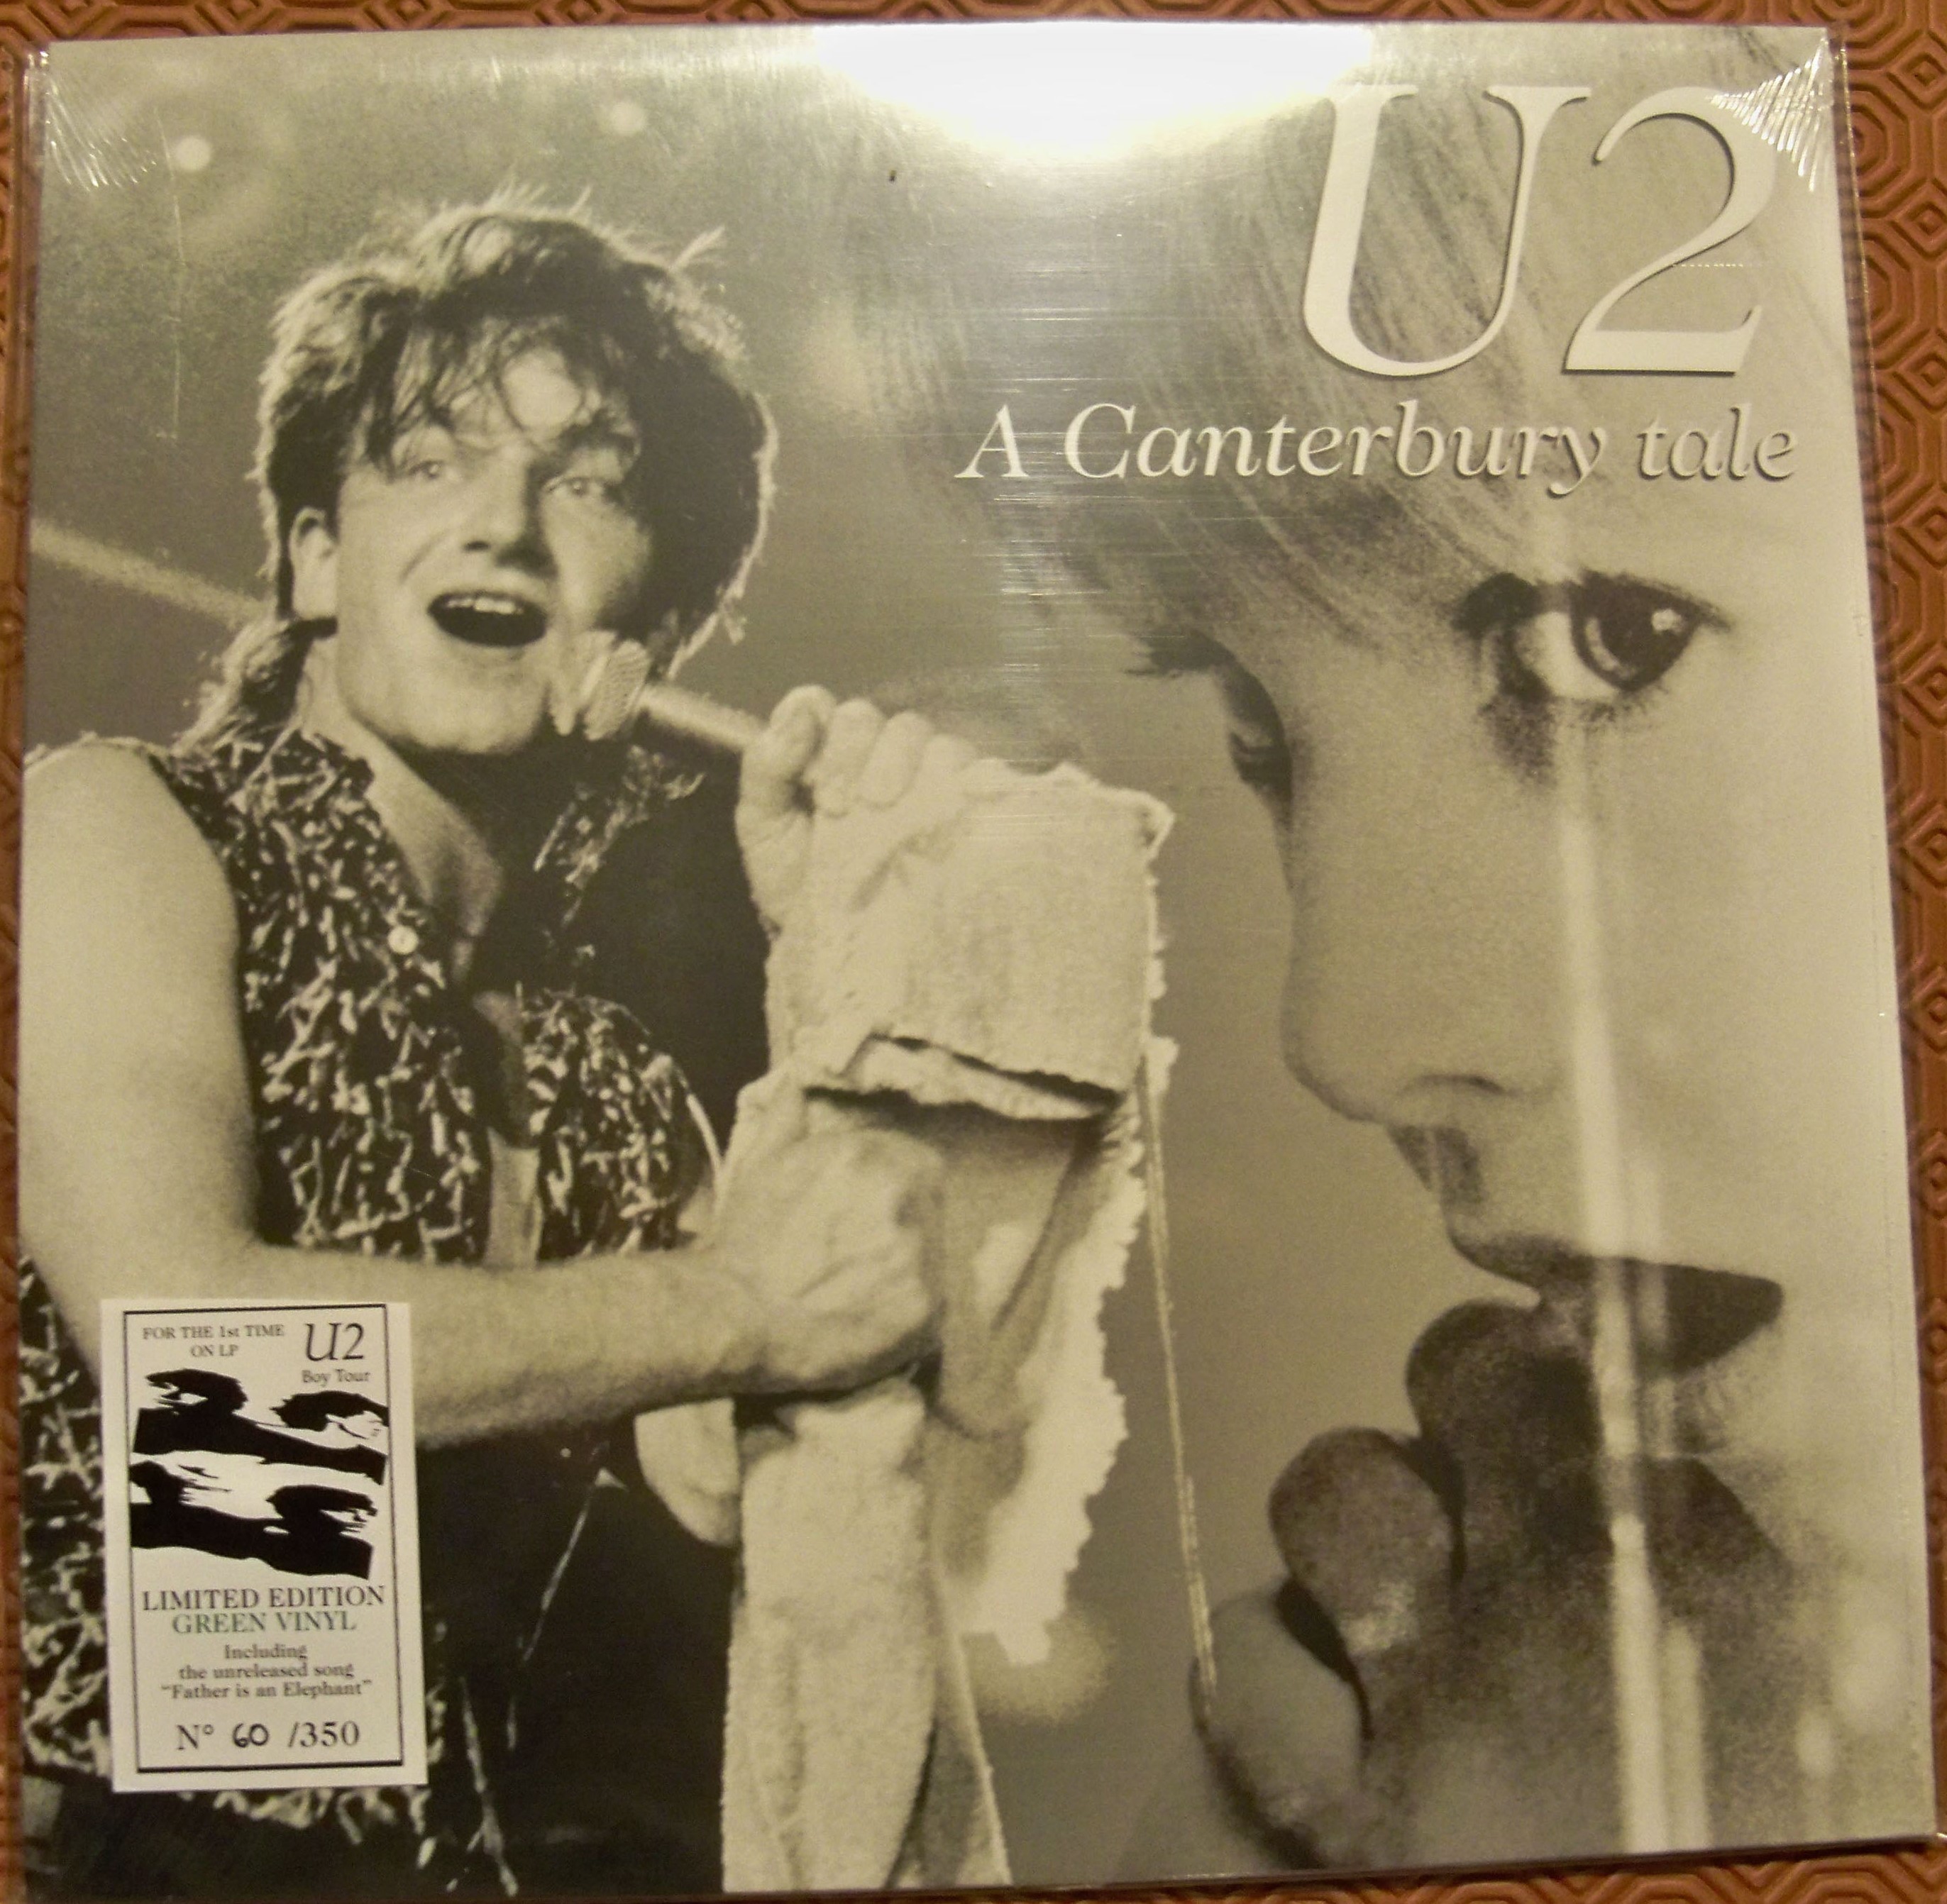 U2
A Canterbury tale
FOR THE 1st TIME
ON LP
U2
Boy Tour
LIMITED EDITION
GREEN VINYL
Including
the unreleased song
"Father is an Elephant"
N° 60 /350